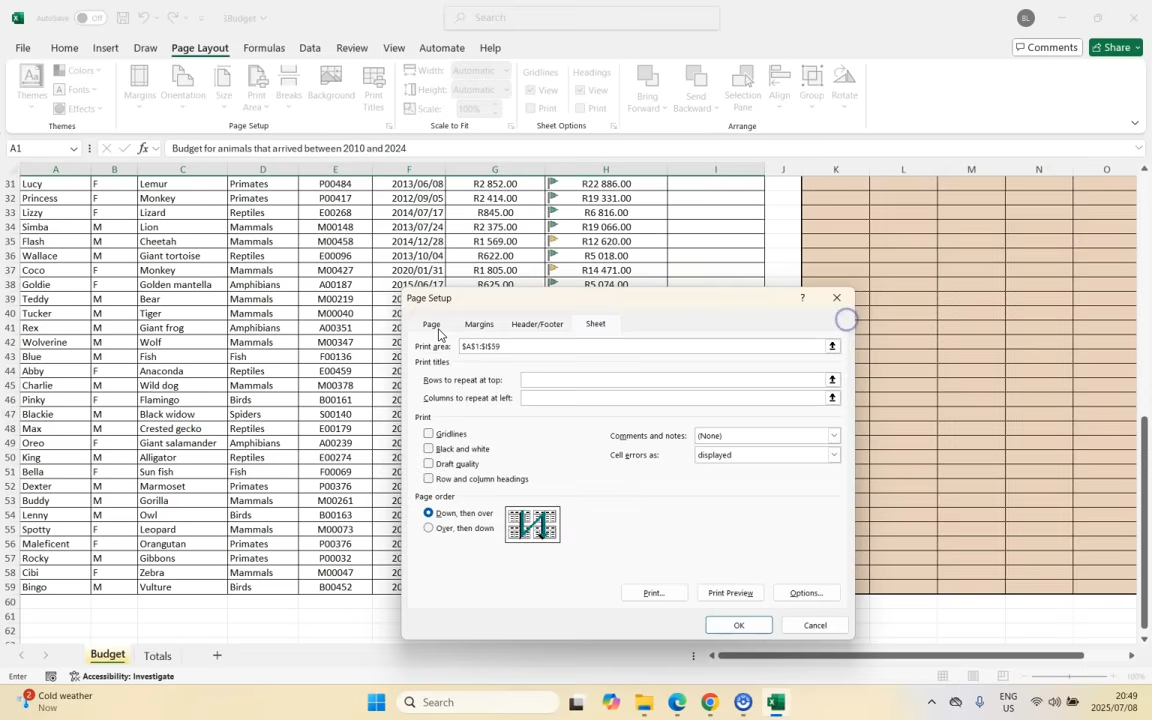 AutoSave Off 3Budget Search BL
File Home Insert Draw Page Layout Formulas Data Review View Automate Help Comments Share
Themes Colors Fonts Effects Margins Orientation Size Print Area Breaks Background Print Titles Width: Automatic Height: Automatic Scale: 100% Gridlines View Print Headings View Print Bring Forward Send Backward Selection Pane Align Group Rotate
Themes Page Setup Scale to Fit Sheet Options Arrange
A1 fx Budget for animals that arrived between 2010 and 2024
A B C D E F G H I J K L M N O
31 Lucy F Lemur Primates P00484 2013/06/08 R2 852.00 R22 886.00
32 Princess F Monkey Primates P00417 2012/09/05 R2 414.00 R19 331.00
33 Lizzy F Lizard Reptiles E00268 2014/07/17 R845.00 R6 816.00
34 Simba M Lion Mammals M00148 2013/07/24 R2 375.00 R19 066.00
35 Flash M Cheetah Mammals M00458 2014/12/28 R1 569.00 R12 620.00
36 Wallace M Giant tortoise Reptiles E00096 2013/10/04 R622.00 R5 018.00
37 Coco F Monkey Mammals M00427 2020/01/31 R1 805.00 R14 471.00
38 Goldie F Golden mantella Amphibians A00187 2015/06/17 R625.00 R5 074.00
39 Teddy M Bear Mammals M00219
40 Tucker M Tiger Mammals M00040
41 Rex M Giant frog Amphibians A00351
42 Wolverine M Wolf Mammals M00347
43 Blue M Fish Fish F00136
44 Abby F Anaconda Reptiles E00459
45 Charlie M Wild dog Mammals M00378
46 Pinky F Flamingo Birds B00161
47 Blackie M Black widow Spiders S00140
48 Max M Crested gecko Reptiles E00179
49 Oreo F Giant salamander Amphibians A00239
50 King M Alligator Reptiles E00274
51 Bella F Sun fish Fish F00069
52 Dexter M Marmoset Primates P00376
53 Buddy M Gorilla Mammals M00261
54 Lenny M Owl Birds B00163
55 Spotty F Leopard Mammals M00073
56 Maleficent F Orangutan Primates P00376
57 Rocky M Gibbons Primates P00032
58 Cibi F Zebra Mammals M00047
59 Bingo M Vulture Birds B00452
60
61
62
Page Setup ?
Page Margins Header/Footer Sheet
Print area: $A$1:$I$59
Print titles
Rows to repeat at top:
Columns to repeat at left:
Print
Gridlines Comments and notes: (None)
Black and white Cell errors as: displayed
Draft quality
Row and column headings
Page order
Down, then over
Over, then down
Print... Print Preview Options...
OK Cancel
Budget Totals
Enter Accessibility: Investigate 100%
2 Cold weather Now Search ENG US 20:49 2025/07/08